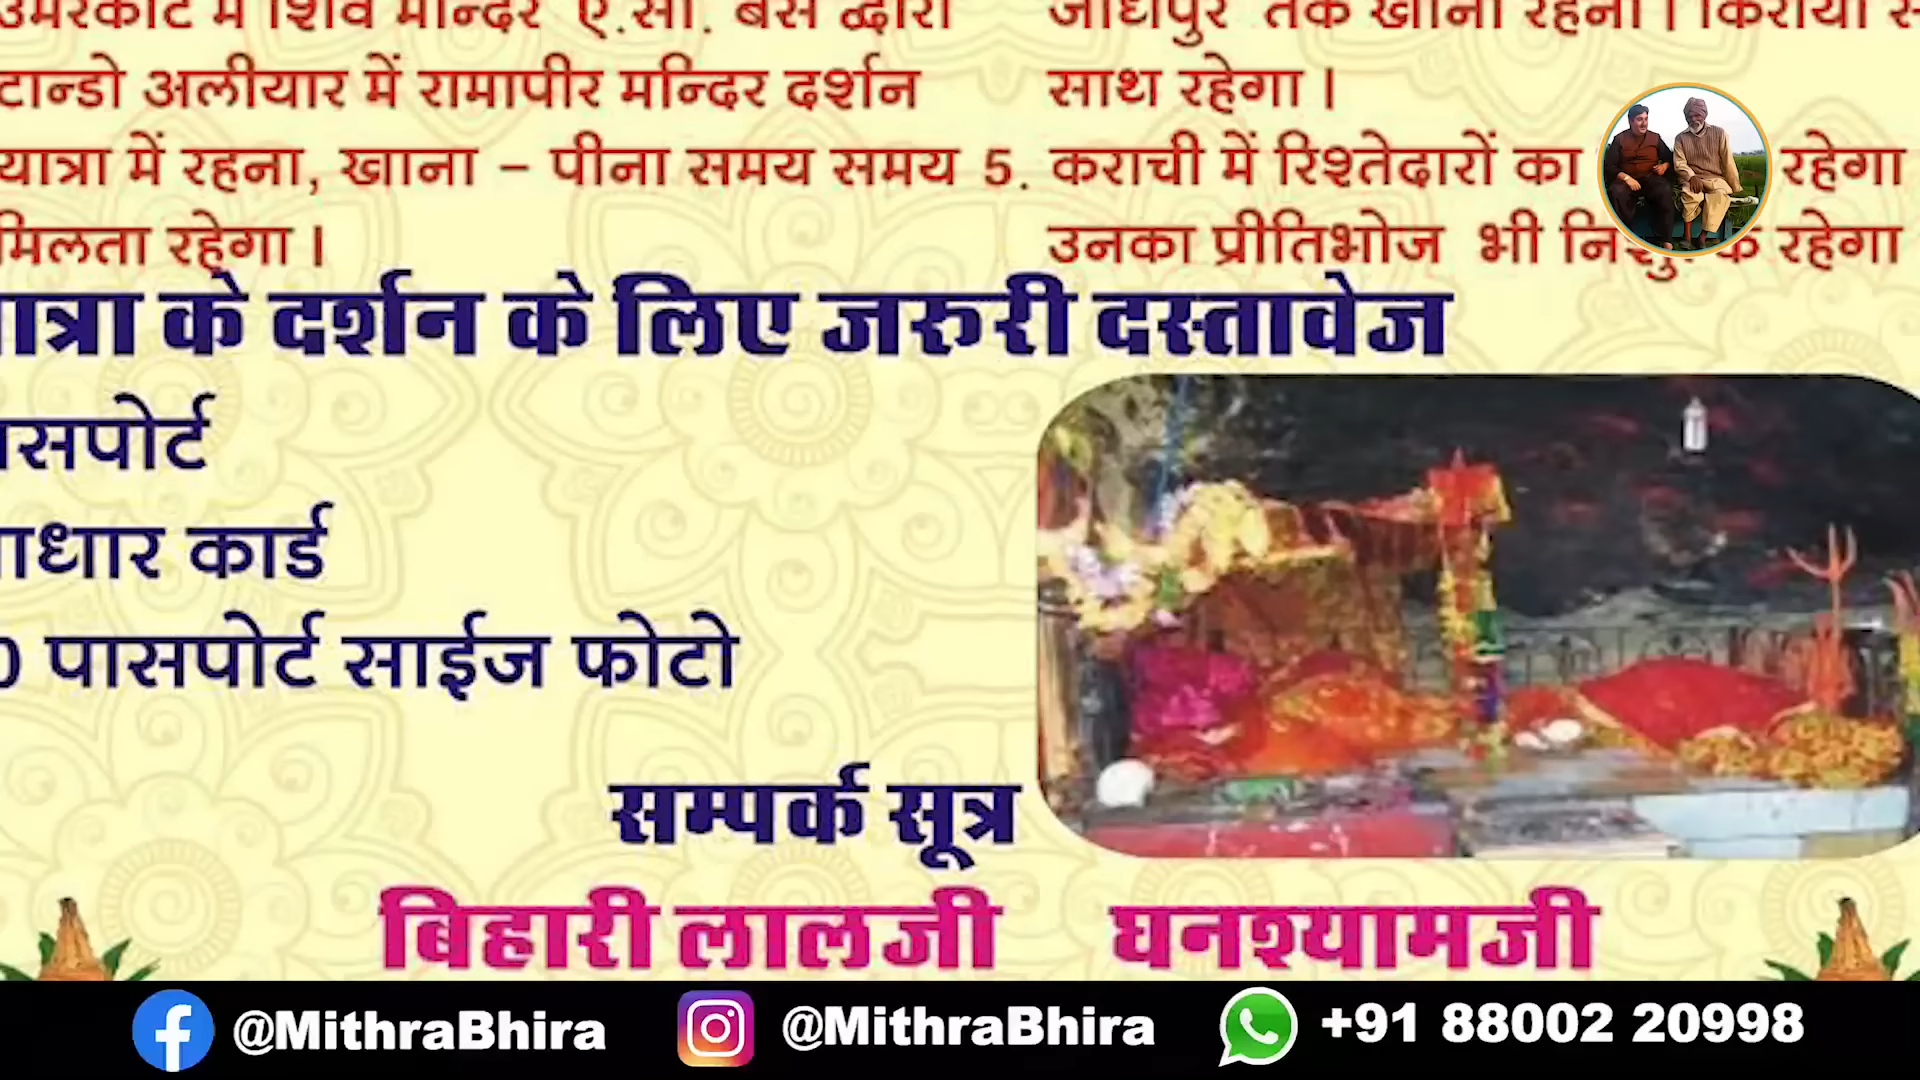 उमरकोट में शिव मन्दिर ए.सी. बस द्वारा
टान्डो अलीयार में रामापीर मन्दिर दर्शन
यात्रा में रहना, खाना – पीना समय समय
मिलता रहेगा ।
जोधपुर तक खाना रहना । किराया
साथ रहेगा ।
5. कराची में रिश्तेदारों का रहेगा
उनका प्रीतिभोज भी रहेगा
यात्रा के दर्शन के लिए जरुरी दस्तावेज
पासपोर्ट
आधार कार्ड
0 पासपोर्ट साईज फोटो
सम्पर्क सूत्र
बिहारी लालजी घनश्यामजी
@MithraBhira @MithraBhira +91 88002 20998